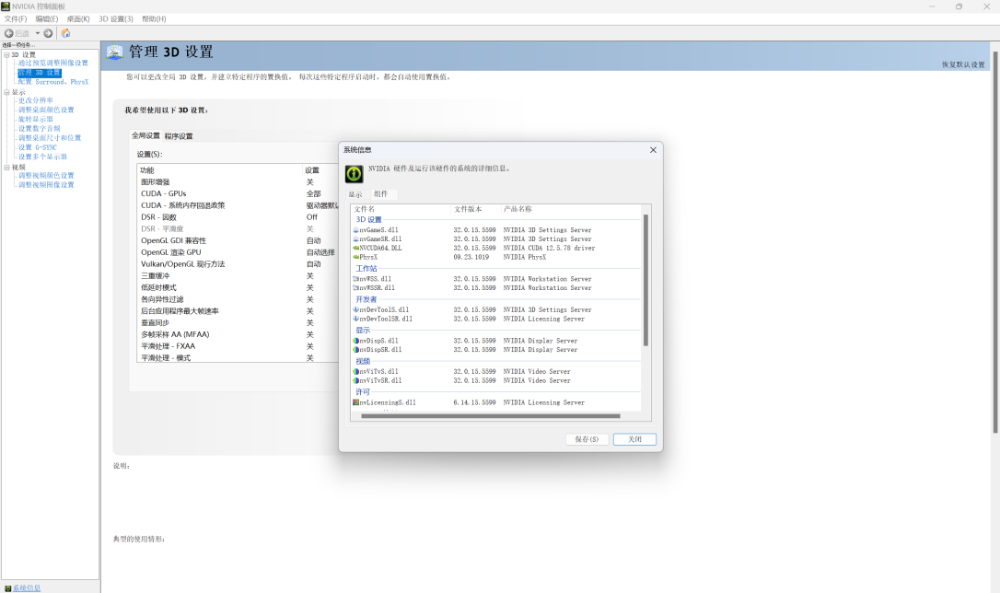 NVIDIA 控制面板
文件(F) 编辑(E) 桌面(K) 3D 设置(3) 帮助(H)
后退
选择一项任务...
3D 设置
通过预览调整图像设置
管理 3D 设置
配置 Surround、PhysX
显示
更改分辨率
调整桌面颜色设置
旋转显示器
设置数字音频
调整桌面尺寸和位置
设置 G-SYNC
设置多个显示器
视频
调整视频颜色设置
调整视频图像设置
系统信息
管理 3D 设置
恢复默认设置
您可以更改全局 3D 设置，并建立特定程序的置换值。 每次这些特定程序启动时，都会自动使用置换值。
我希望使用以下 3D 设置:
全局设置 程序设置
设置(S):
功能 设置
图形增强 关
CUDA - GPUs 全部
CUDA - 系统内存回退政策 驱动器默认
DSR - 因数 Off
DSR - 平滑度 关
OpenGL GDI 兼容性 自动
OpenGL 渲染 GPU 自动选择
Vulkan/OpenGL 现行方法 自动
三重缓冲 关
低延时模式 关
各向异性过滤 关
后台应用程序最大帧速率 关
垂直同步 关
多帧采样 AA (MFAA) 关
平滑处理 - FXAA 关
平滑处理 - 模式 关
说明:
典型的使用情形:
系统信息
NVIDIA 硬件及运行该硬件的系统的详细信息。
显示 组件
文件名 文件版本 产品名称
3D 设置
nvGameS.dll 32.0.15.5599 NVIDIA 3D Settings Server
nvGameSR.dll 32.0.15.5599 NVIDIA 3D Settings Server
NVCUDA64.DLL 32.0.15.5599 NVIDIA CUDA 12.5.78 driver
PhysX 09.23.1019 NVIDIA PhysX
工作站
nvWSS.dll 32.0.15.5599 NVIDIA Workstation Server
nvWSSR.dll 32.0.15.5599 NVIDIA Workstation Server
开发者
nvDevToolS.dll 32.0.15.5599 NVIDIA 3D Settings Server
nvDevToolSR.dll 32.0.15.5599 NVIDIA Licensing Server
显示
nvDispS.dll 32.0.15.5599 NVIDIA Display Server
nvDispSR.dll 32.0.15.5599 NVIDIA Display Server
视频
nvViTvS.dll 32.0.15.5599 NVIDIA Video Server
nvViTvSR.dll 32.0.15.5599 NVIDIA Video Server
许可
nvLicensingS.dll 6.14.15.5599 NVIDIA Licensing Server
保存(S) 关闭